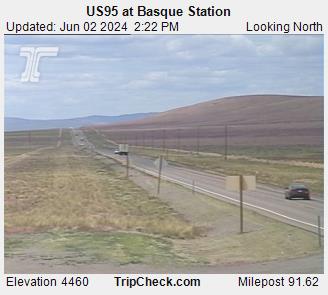 US95 at Basque Station
Updated: Jun 02 2024 2:22 PM Looking North
Elevation 4460 TripCheck.com Milepost 91.62